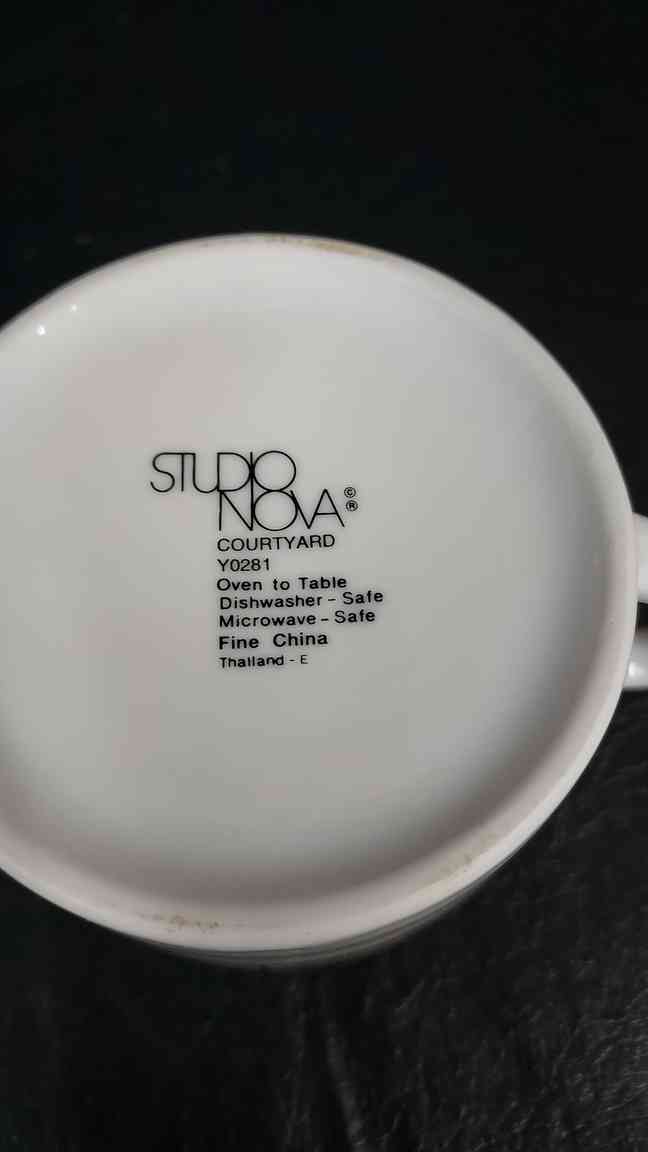 STUDIO
NOVA © ®
COURTYARD
Y0281
Oven to Table
Dishwasher - Safe
Microwave - Safe
Fine China
Thailand - E